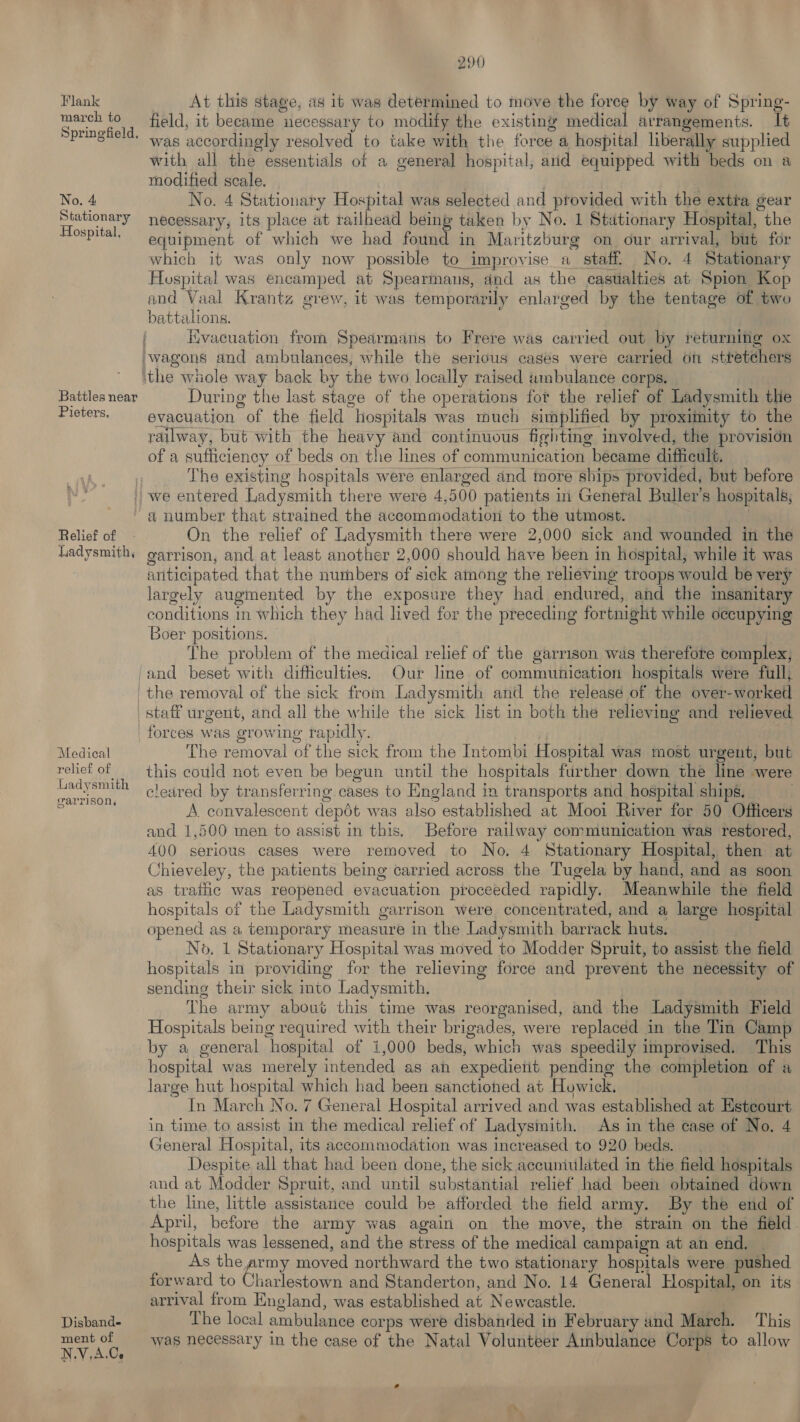 290
Flank
march to
Springfield.
At this stage, as it was determined to move the force by way of Spring-
field, it became necessary to modify the existing medical arrangements. It
was accordingly resolved to take with the force a hospital liberally supplied
with all the essentials of a general hospital, and equipped with beds on a
modified scale.
No. 4
Stationary
Hospital.
No. 4 Stationary Hospital was selected and provided with the extra gear
necessary, its place at railhead being taken by No. 1 Stationary Hospital, the
equipment of which we had found in Maritzburg on our arrival, but for
which it was only now possible to improvise a staff. No. 4 Stationary
Hospital was encamped at Spearmans, and as the casualties at Spion Kop
and Vaal Krantz grew, it was temporarily enlarged by the tentage of two
battalions.
Evacuation from Spearmans to Frere was carried out by returning ox
wagons and ambulances, while the serious cases were carried on stretchers
the whole way back by the two locally raised ambulance corps.
Battles near
Pieters.
During the last stage of the operations for the relief of Ladysmith the
evacuation of the field hospitals was much simplified by proximity to the
railway, but with the heavy and continuous fighting involved, the provision
of a sufficiency of beds on the lines of communication became difficult.
The existing hospitals were enlarged and more ships provided, but before
we entered Ladysmith there were 4,500 patients in General Buller's hospitals,
a number that strained the accommodation to the utmost.
Relief of
Ladysmith.
On the relief of Ladysmith there were 2,000 sick and wounded in the
garrison, and at least another 2,000 should have been in hospital, while it was
anticipated that the numbers of sick among the relieving troops would be very
largely augmented by the exposure they had endured, and the insanitary
conditions in which they had lived for the preceding fortnight while occupying
Boer positions.
The problem of the medical relief of the garrison was therefore complex,
and beset with difficulties. Our line of communication hospitals were full,
the removal of the sick from Ladysmith and the release of the over-worked
staff urgent, and all the while the sick list in both the relieving and relieved
forces was growing rapidly.
Medical
relief of
Ladysmith
garrison.
The removal of the sick from the Intombi Hospital was most urgent, but
this could not even be begun until the hospitals further down the line were
cleared by transferring cases to England in transports and hospital ships.
A convalescent depôt was also established at Mooi River for 50 Officers
and 1,500 men to assist in this. Before railway communication was restored,
400 serious cases were removed to No. 4 Stationary Hospital, then at
Chieveley, the patients being carried across the Tugela by hand, and as soon
as traffic was reopened evacuation proceeded rapidly. Meanwhile the field
hospitals of the Ladysmith garrison were concentrated, and a large hospital
opened as a temporary measure in the Ladysmith barrack huts.
No. 1 Stationary Hospital was moved to Modder Spruit, to assist the field
hospitals in providing for the relieving force and prevent the necessity of
sending their sick into Ladysmith.
The army about this time was reorganised, and the Ladysmith Field
Hospitals being required with their brigades, were replaced in the Tin Camp
by a general hospital of 1,000 beds, which was speedily improvised. This
hospital was merely intended as an expedient pending the completion of a
large hut hospital which had been sanctioned at Howick.
In March No. 7 General Hospital arrived and was established at Estcourt
in time to assist in the medical relief of Ladysmith. As in the case of No. 4
General Hospital, its accommodation was increased to 920 beds.
Despite all that had been done, the sick accumulated in the field hospitals
and at Modder Spruit, and until substantial relief had been obtained down
the line, little assistance could be afforded the field army. By the end of
April, before the army was again on the move, the strain on the field
hospitals was lessened, and the stress of the medical campaign at an end.
As the army moved northward the two stationary hospitals were pushed
forward to Charlestown and Standerton, and No. 14 General Hospital, on its
arrival from England, was established at Newcastle.
Disband-
ment of
N.V.A.C.
The local ambulance corps were disbanded in February and March. This
was necessary in the case of the Natal Volunteer Ambulance Corps to allow